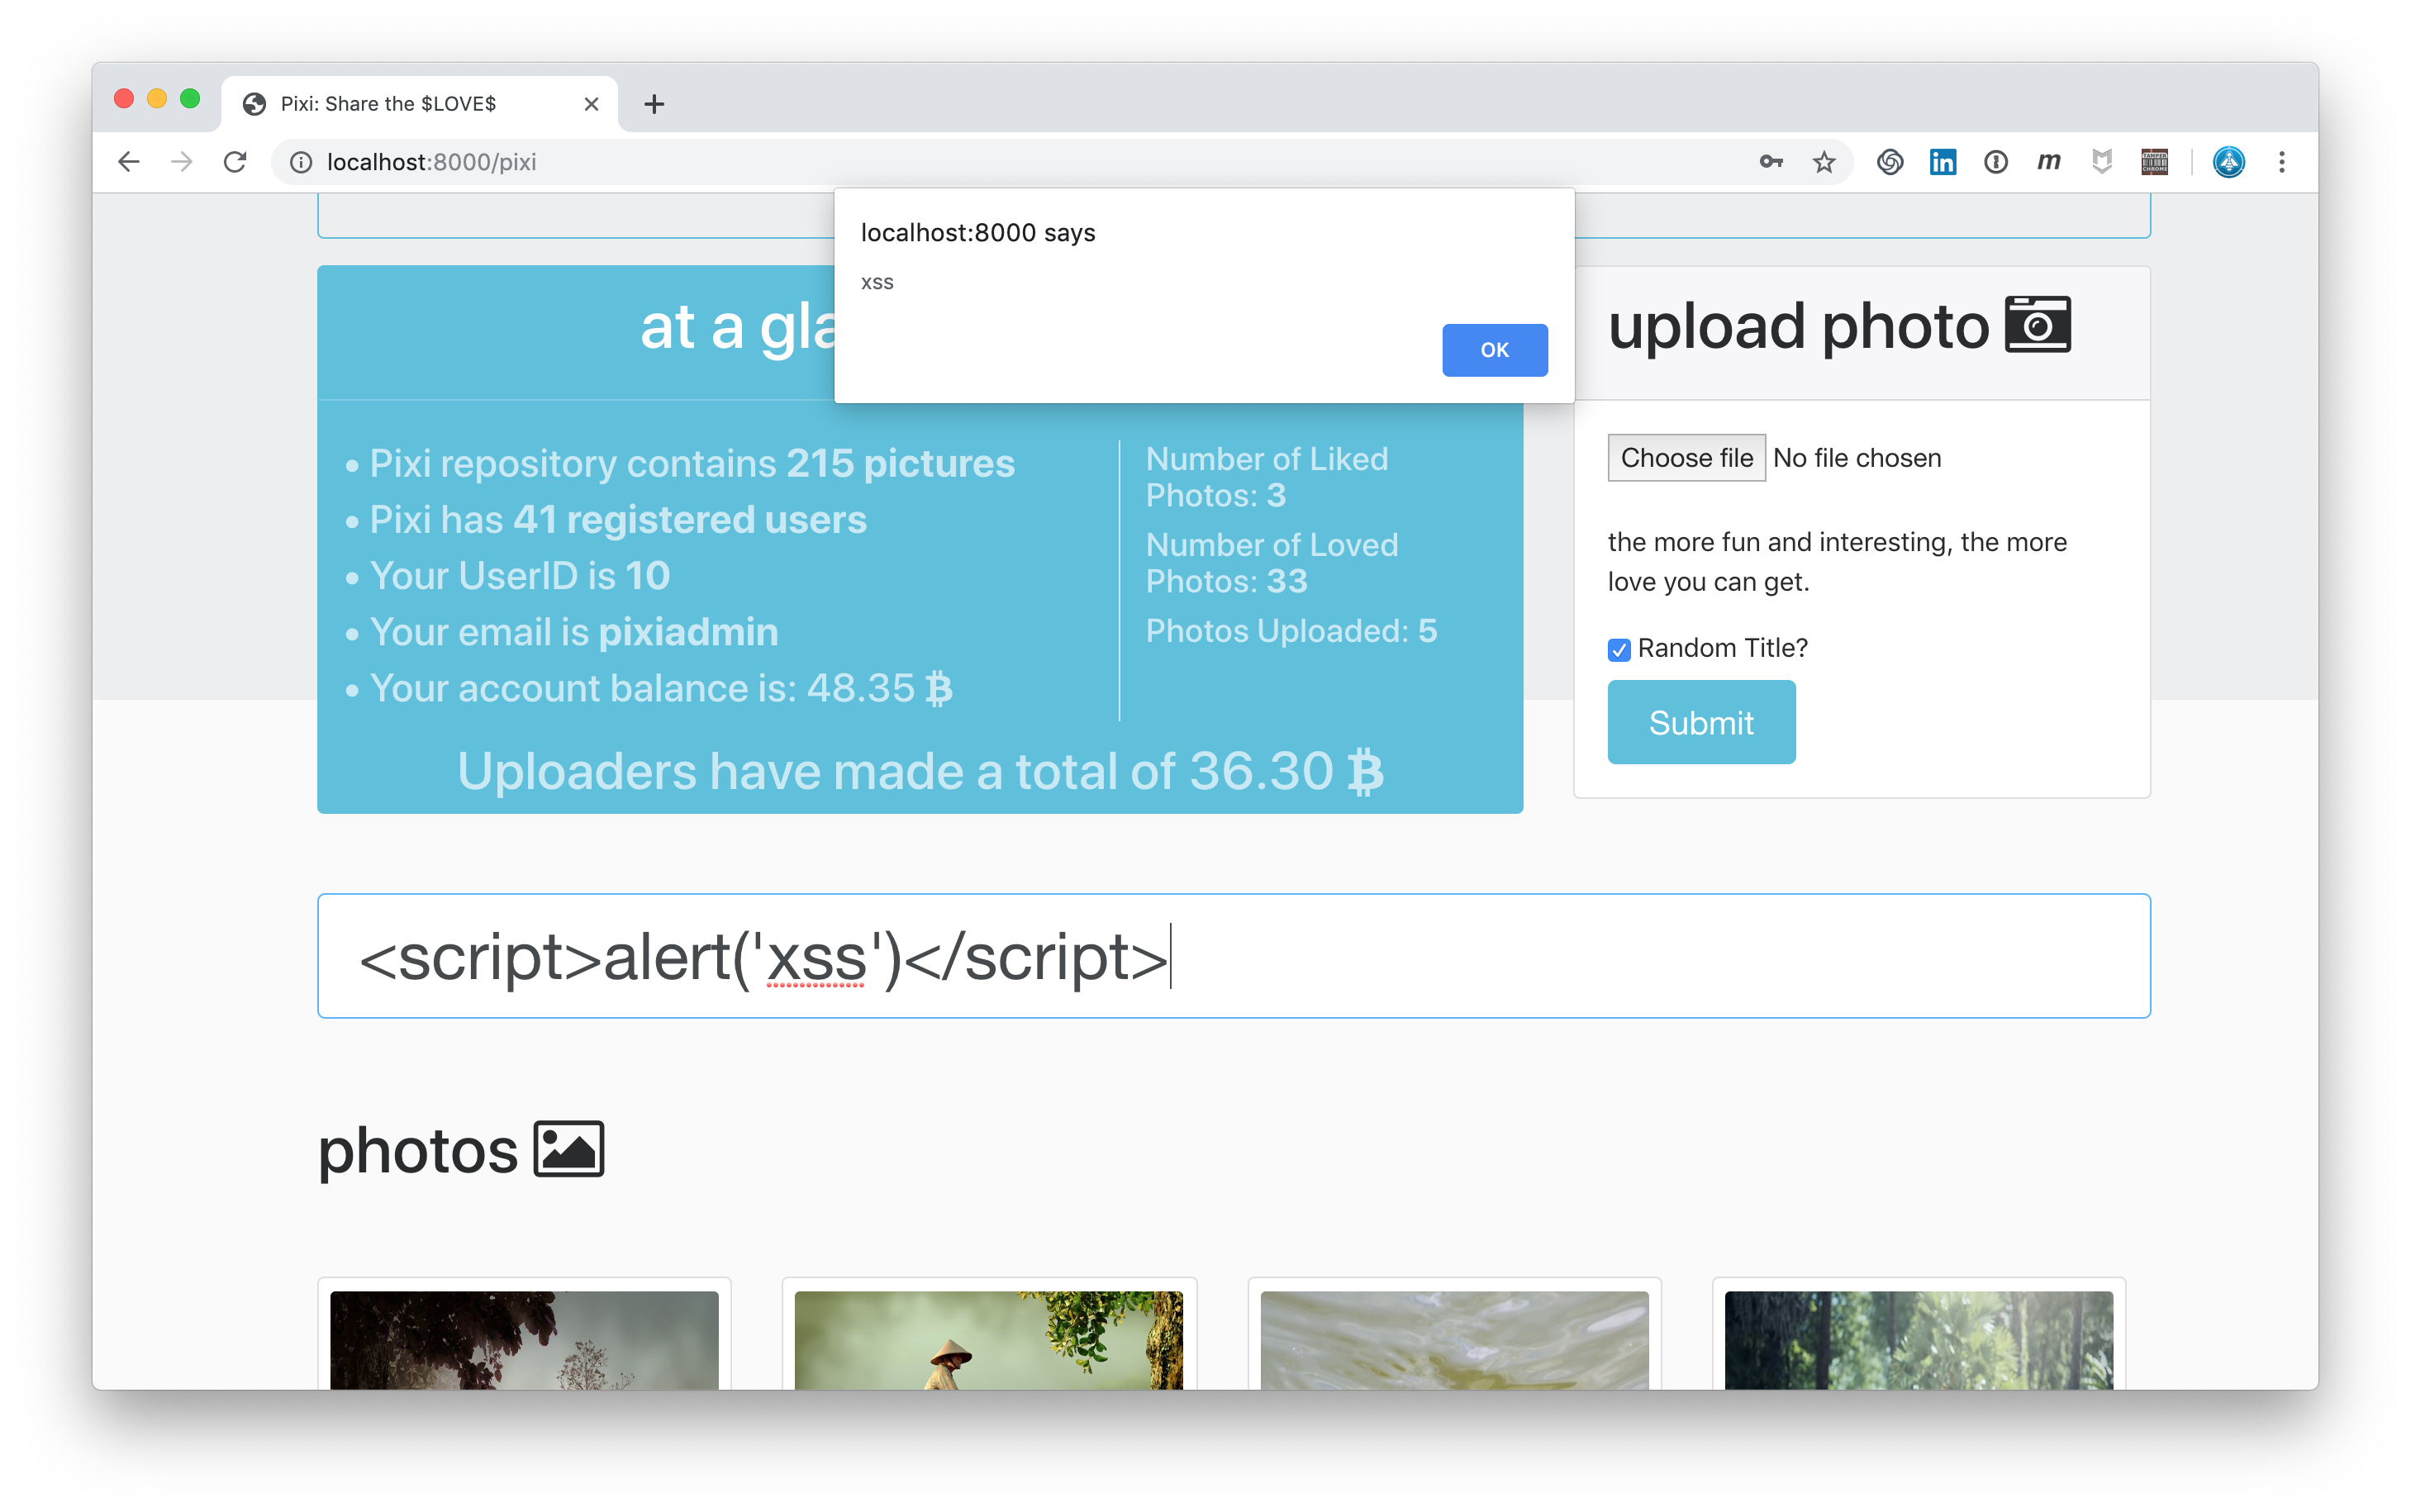 Pixi: Share the $LOVE$
localhost:8000/pixi
localhost:8000 says
xss
OK
at a gla
• Pixi repository contains 215 pictures
• Pixi has 41 registered users
• Your UserID is 10
• Your email is pixiadmin
• Your account balance is: 48.35 ₿
Number of Liked
Photos: 3
Number of Loved
Photos: 33
Photos Uploaded: 5
Uploaders have made a total of 36.30 ₿
upload photo
Choose file No file chosen
the more fun and interesting, the more
love you can get.
Random Title?
Submit
<script>alert('xss')</script>
photos
in
m
TAMPER
CHROME